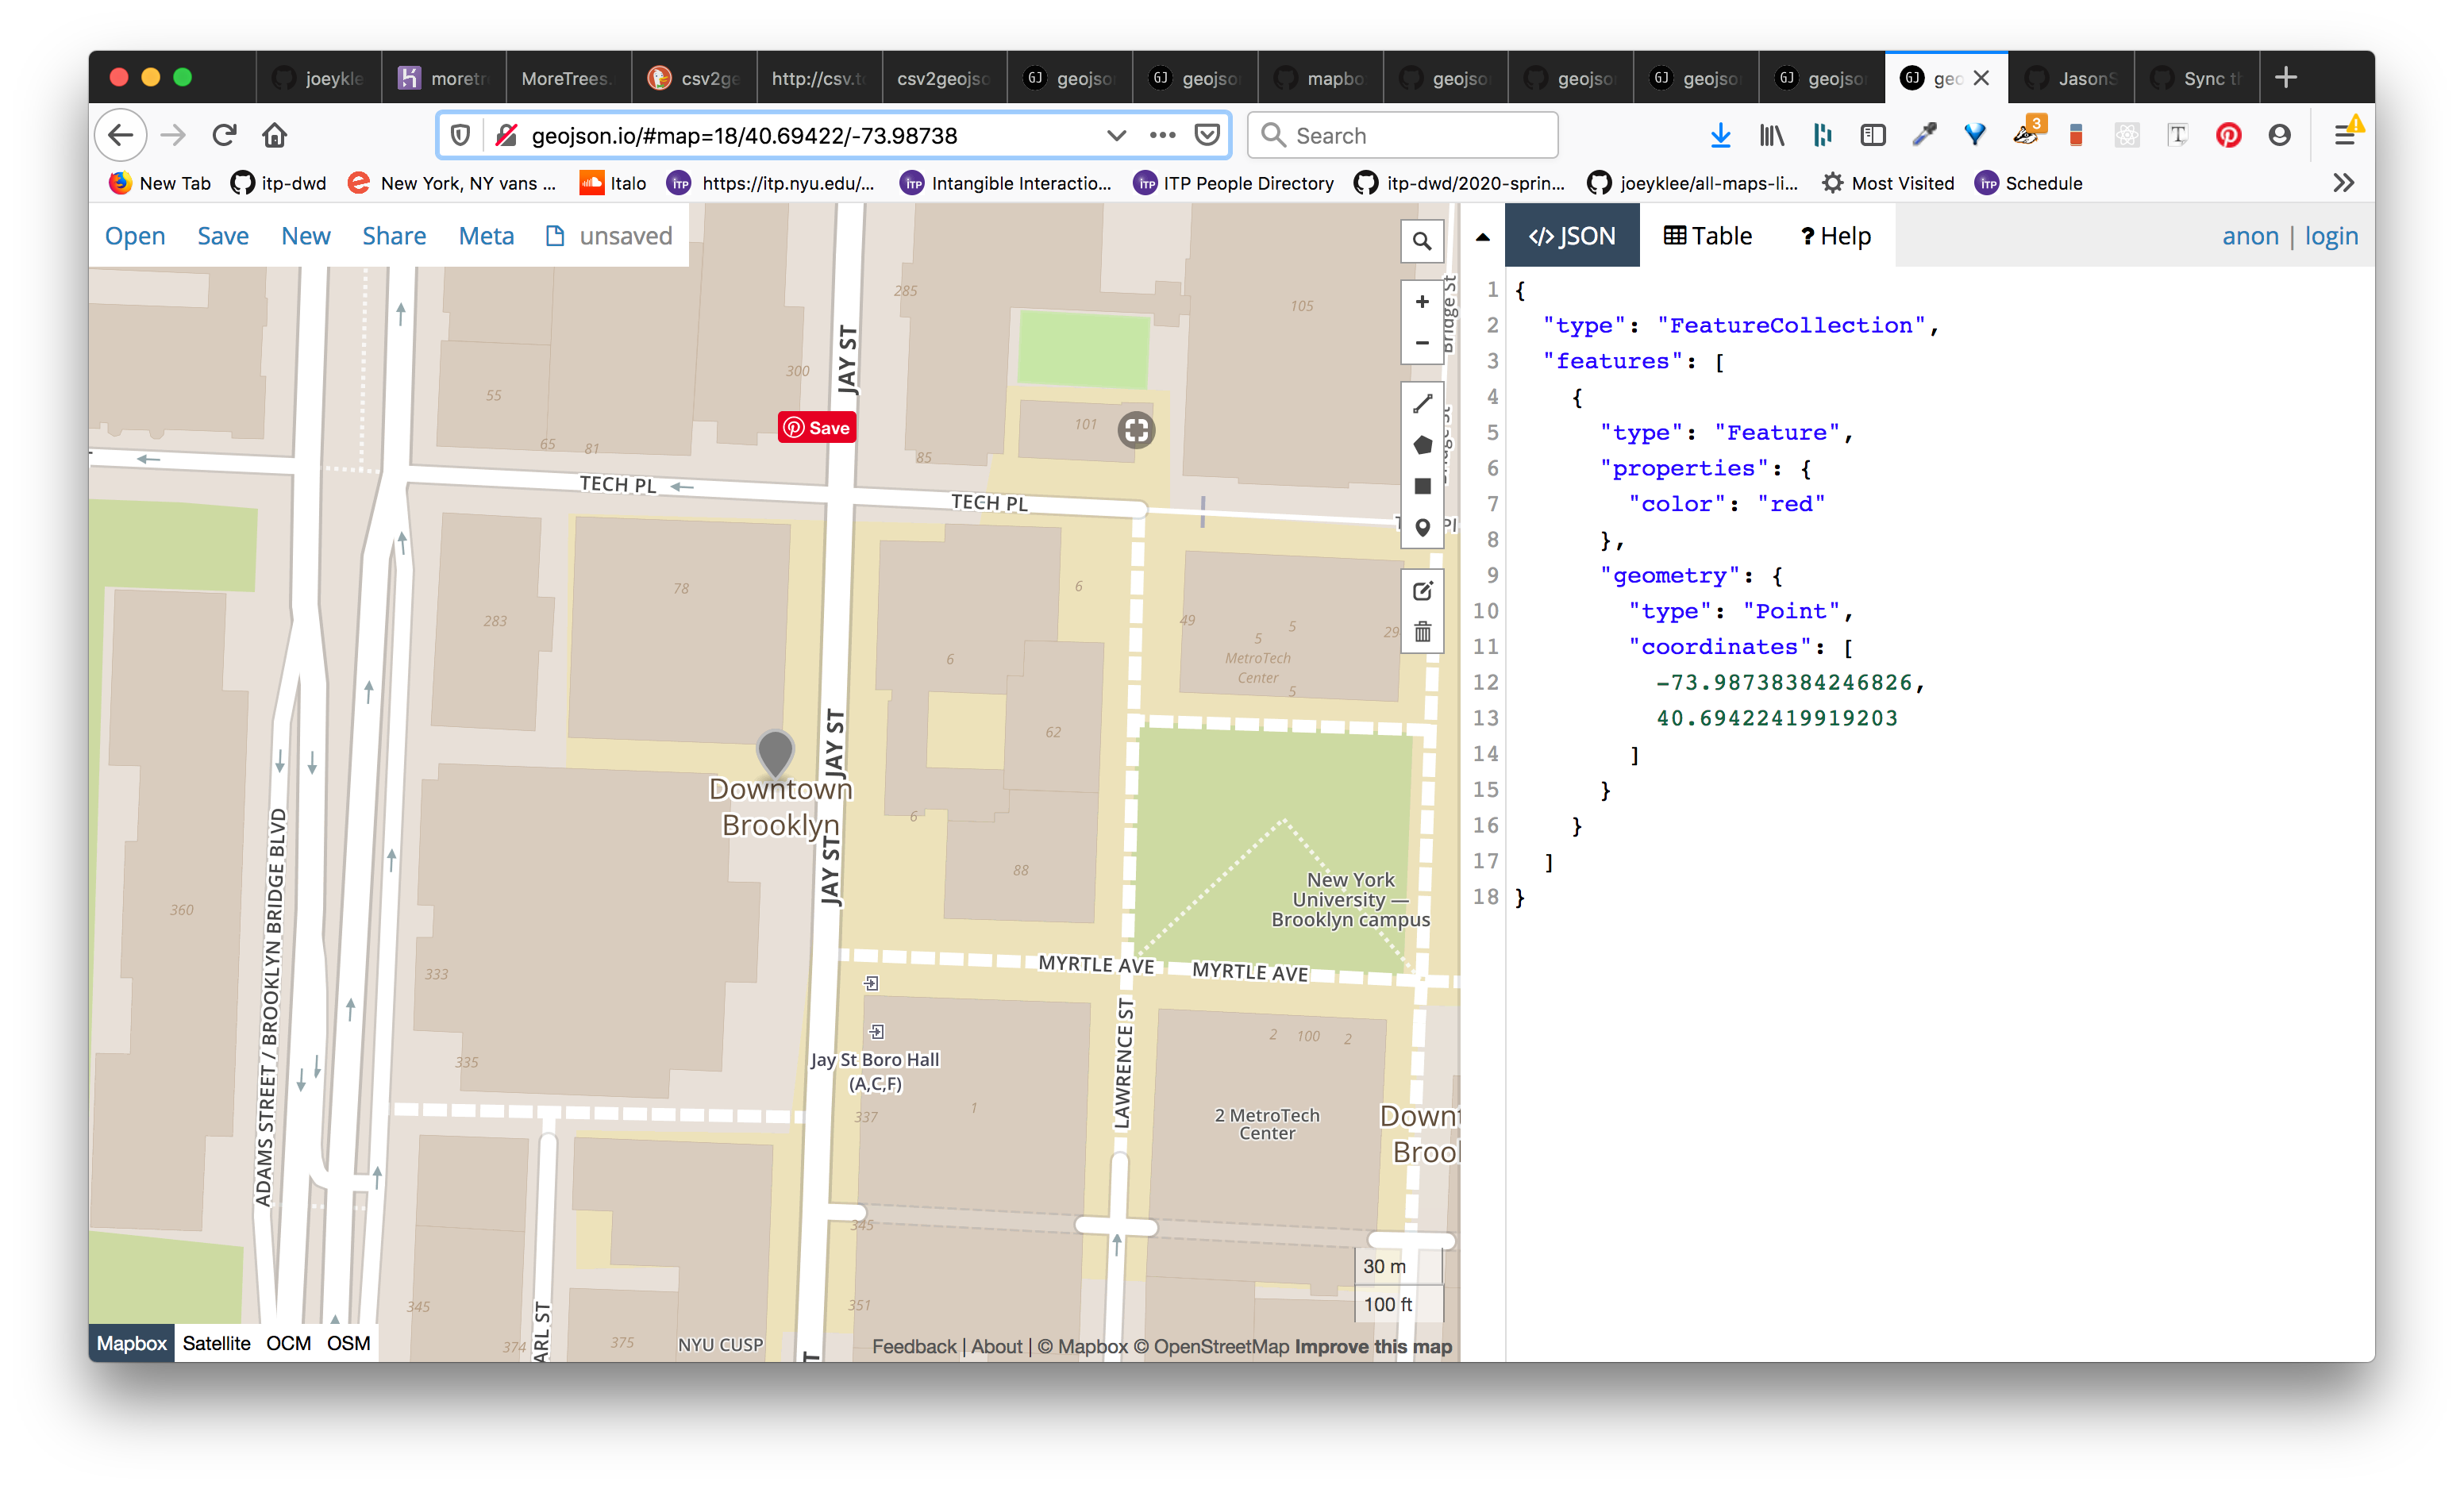 joeykle
moretr
MoreTrees.
csv2ge
http://csv.to
csv2geojso
geojso
geojso
mapbo
geojso
geojso
geojso
geojso
geo
JasonS
Sync th
geojson.io/#map=18/40.69422/-73.98738
Search
3
New Tab
itp-dwd
New York, NY vans ...
Italo
https://itp.nyu.edu/...
Intangible Interactio...
ITP People Directory
itp-dwd/2020-sprin...
joeyklee/all-maps-li...
Most Visited
Schedule
Open Save New Share Meta unsaved
</> JSON
Table
? Help
anon | login
285
105
Bridge St
JAY ST
300
55
101
Save
65
81
85
TECH PL
TECH PL
78
283
6
49
5
5
29
MetroTech
Center
5
6
62
JAY ST
Downtown
Brooklyn
6
JAY ST
88
ADAMS STREET / BROOKLYN BRIDGE BLVD
360
New York
University —
Brooklyn campus
333
MYRTLE AVE
MYRTLE AVE
335
Jay St Boro Hall
(A,C,F)
LAWRENCE ST
2
100
2
337
1
2 MetroTech
Center
Downt
Brool
345
30 m
100 ft
345
351
374
ARL ST
375
NYU CUSP
Mapbox Satellite OCM OSM
Feedback | About | © Mapbox © OpenStreetMap Improve this map
1 {
2 "type": "FeatureCollection",
3 "features": [
4 {
5 "type": "Feature",
6 "properties": {
7 "color": "red"
8 },
9 "geometry": {
10 "type": "Point",
11 "coordinates": [
12 -73.98738384246826,
13 40.69422419919203
14 ]
15 }
16 }
17 ]
18 }